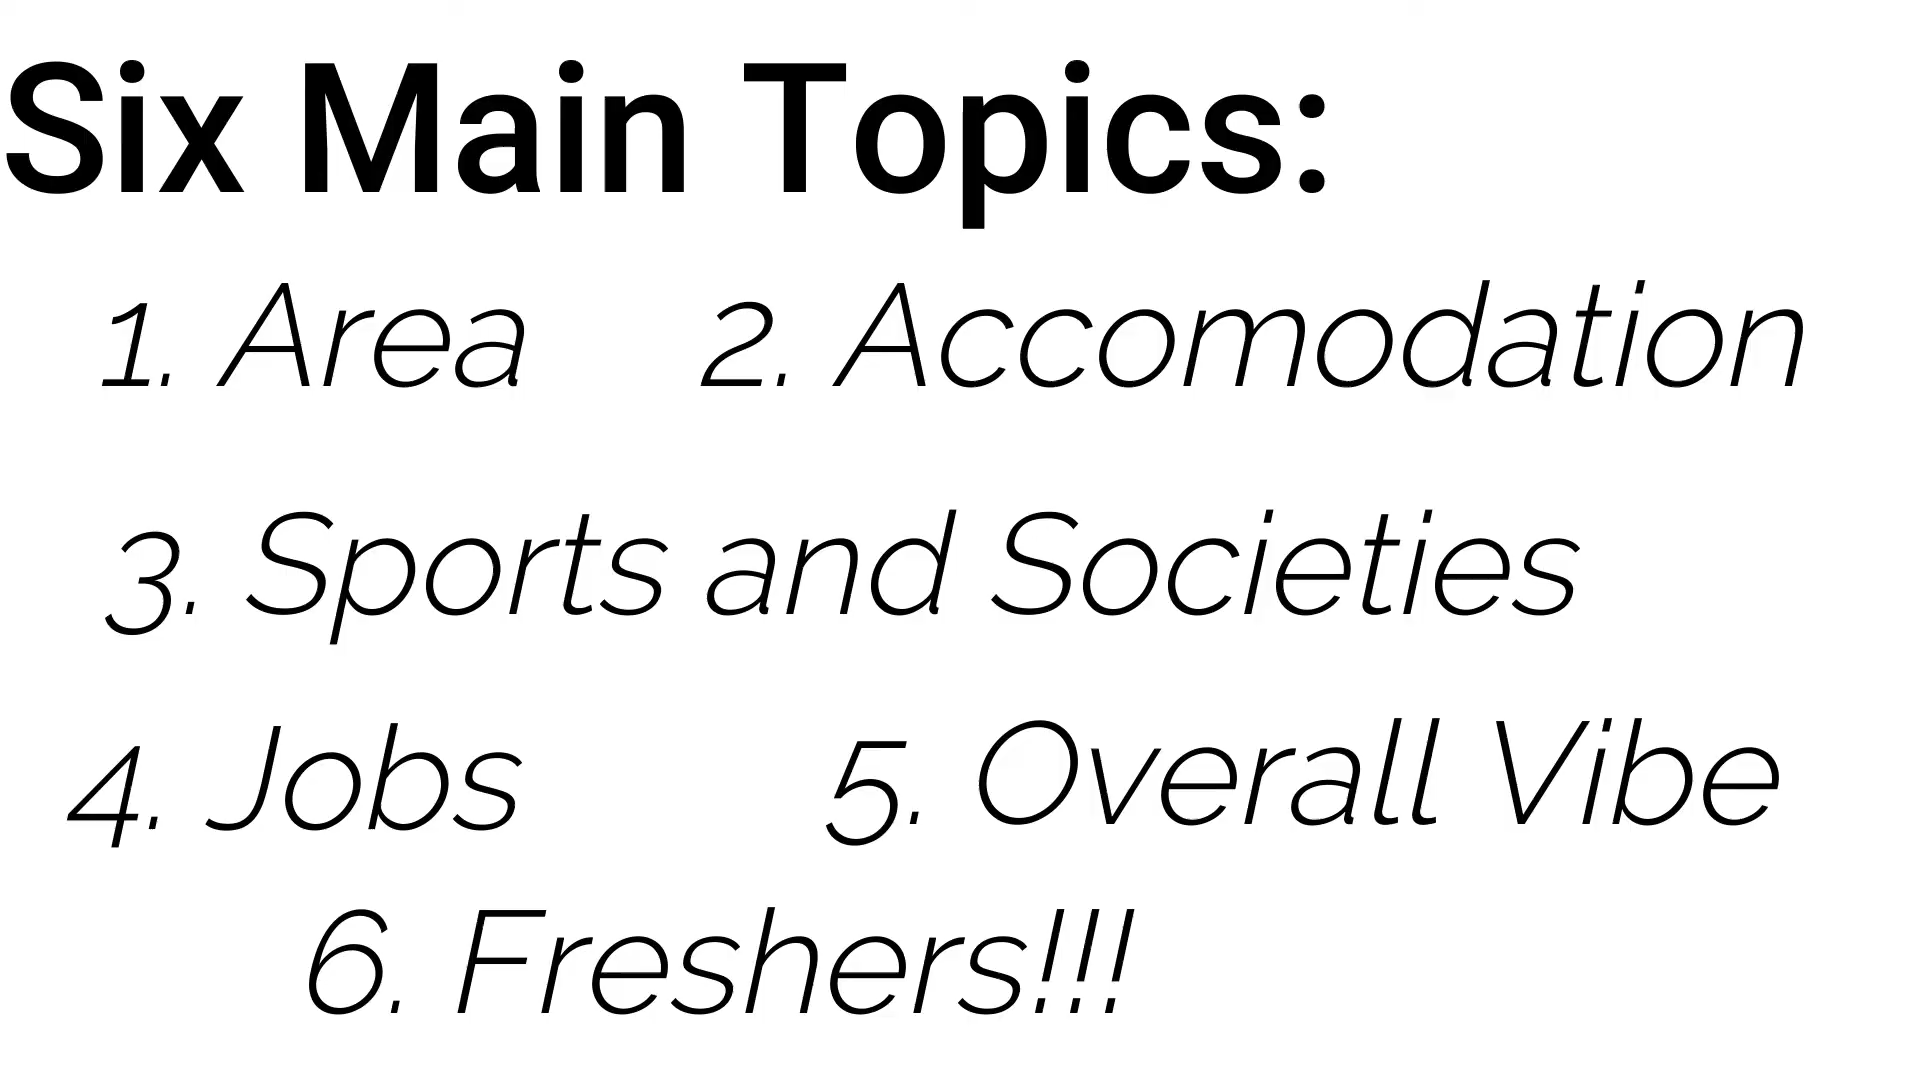 Six Main Topics:
1. Area 2. Accomodation
3. Sports and Societies
4. Jobs 5. Overall Vibe
6. Freshers!!!